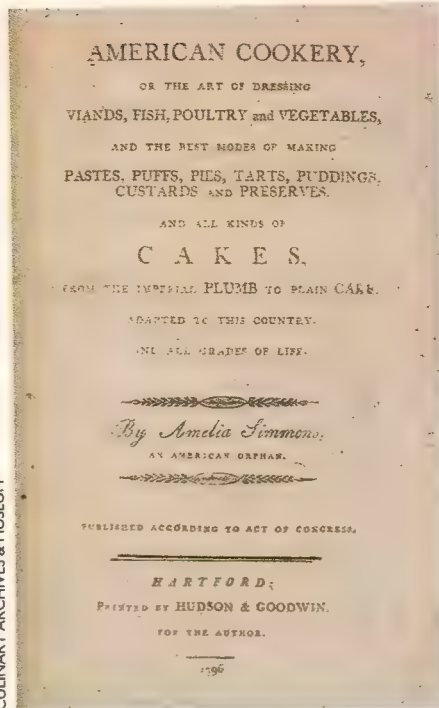 AMERICAN COOKERY,
OR THE ART OF DRESSING
VIANDS, FISH, POULTRY and VEGETABLES,
AND THE BEST MODES OF MAKING
PASTES, PUFFS, PIES, TARTS, PUDDINGS,
CUSTARDS AND PRESERVES.
AND ALL KINDS OF
CAKES,
FROM THE IMPERIAL PLUMB TO PLAIN CAKE.
ADAPTED TO THIS COUNTRY.
AND ALL GRADES OF LIFE.
By Amelia Simmons,
AN AMERICAN ORPHAN.
PUBLISHED ACCORDING TO ACT OF CONGRESS.
HARTFORD;
PRINTED BY HUDSON & GOODWIN.
FOR THE AUTHOR.
1796
CULINARY ARCHIVES & MUSEUM